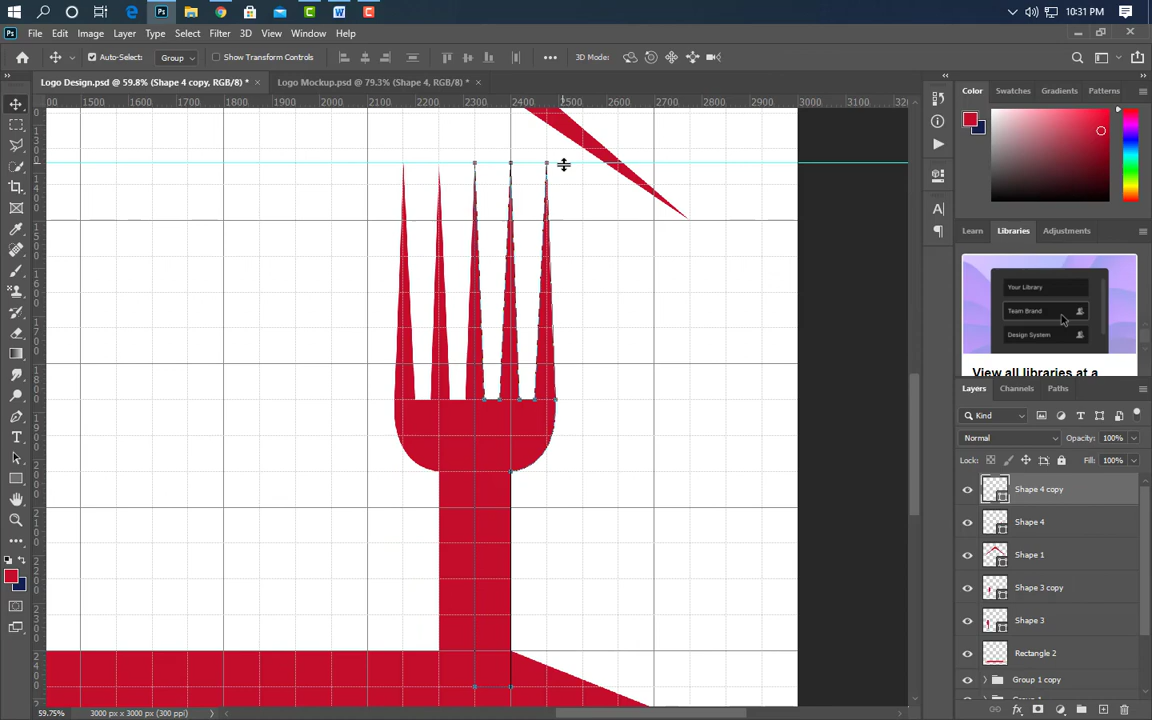 10:31 PM
Ps File Edit Image Layer Type Select Filter 3D View Window Help
Auto-Select: Group Show Transform Controls 3D Mode:
Logo Design.psd @ 59.8% (Shape 4 copy, RGB/8) * × Logo Mockup.psd @ 79.3% (Shape 4, RGB/8) * ×
Color Swatches Gradients Patterns
00 1500 1600 1700 1800 1900 2000 2100 2200 2300 2400 2500 2600 2700 2800 2900 3000 3100
Learn Libraries Adjustments
Your Library
Team Brand
Design System
View all libraries at a
Layers Channels Paths
Kind
Normal Opacity: 100%
Lock: Fill: 100%
Shape 4 copy
Shape 4
Shape 1
Shape 3 copy
Shape 3
Rectangle 2
Group 1 copy
59.75% 3000 px x 3000 px (300 ppi)